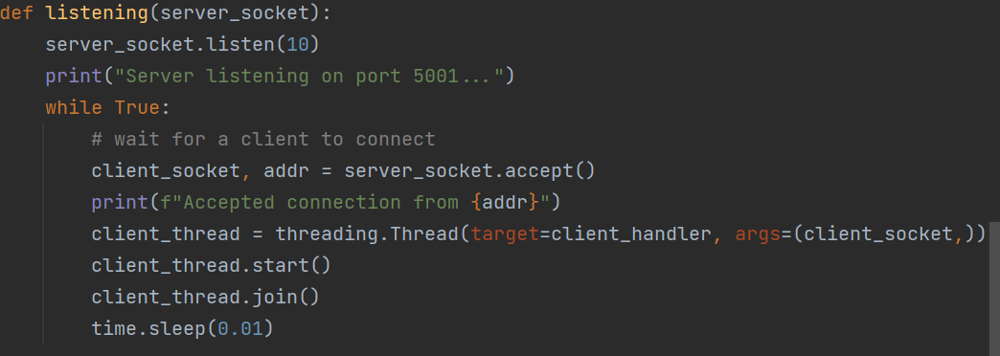 def listening(server_socket):
    server_socket.listen(10)
    print("Server listening on port 5001...")
    while True:
        # wait for a client to connect
        client_socket, addr = server_socket.accept()
        print(f"Accepted connection from {addr}")
        client_thread = threading.Thread(target=client_handler, args=(client_socket,))
        client_thread.start()
        client_thread.join()
        time.sleep(0.01)